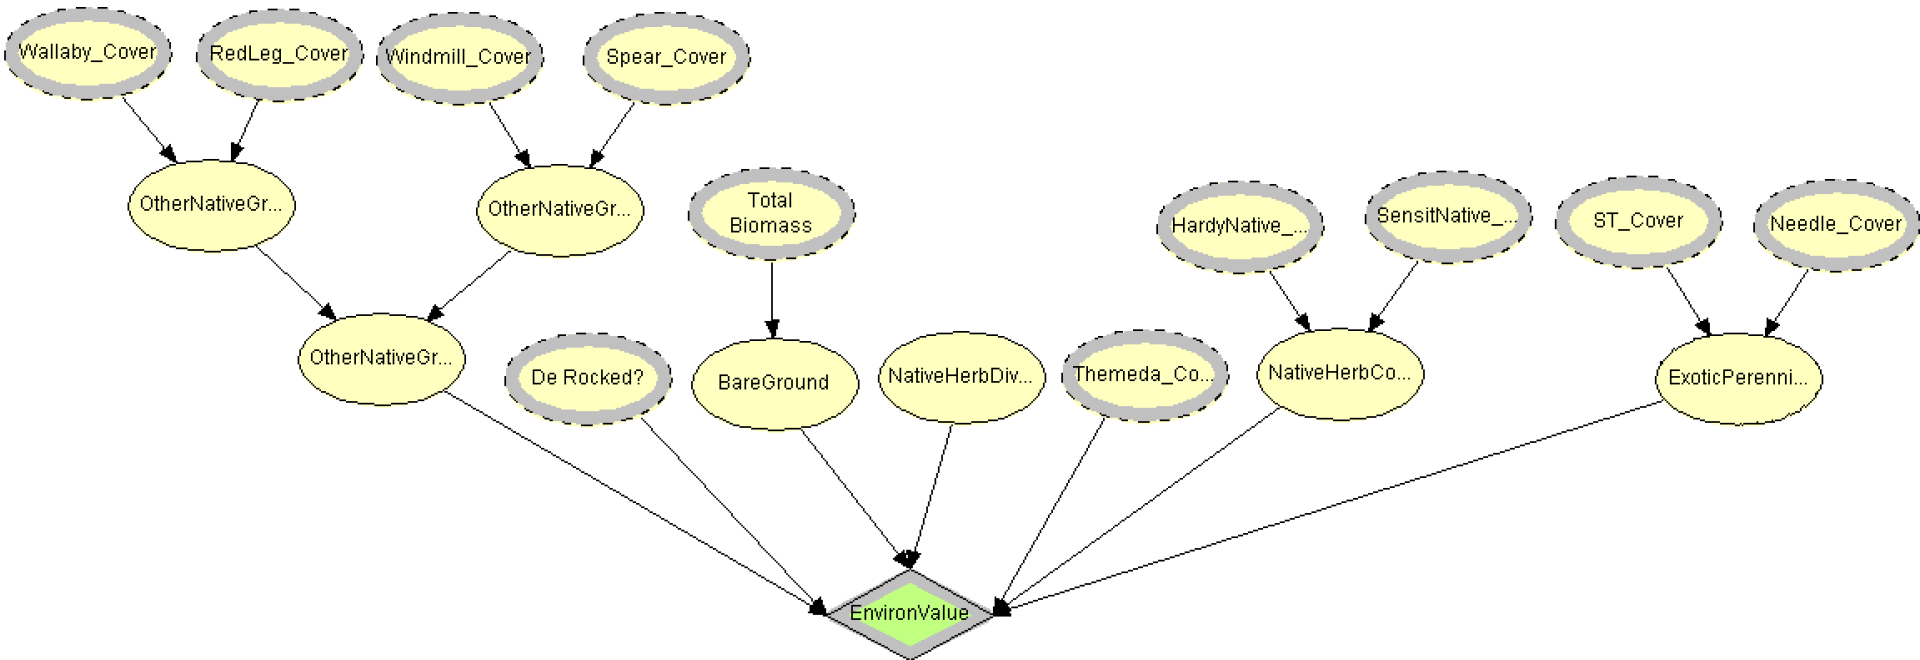 Wallaby_Cover
RedLeg_Cover
Windmill_Cover
Spear_Cover
OtherNativeGr...
OtherNativeGr...
Total
Biomass
HardyNative_...
SensitNative_...
ST_Cover
Needle_Cover
OtherNativeGr...
De Rocked?
BareGround
NativeHerbDiv...
Themeda_Co...
NativeHerbCo...
ExoticPerenni...
EnvironValue